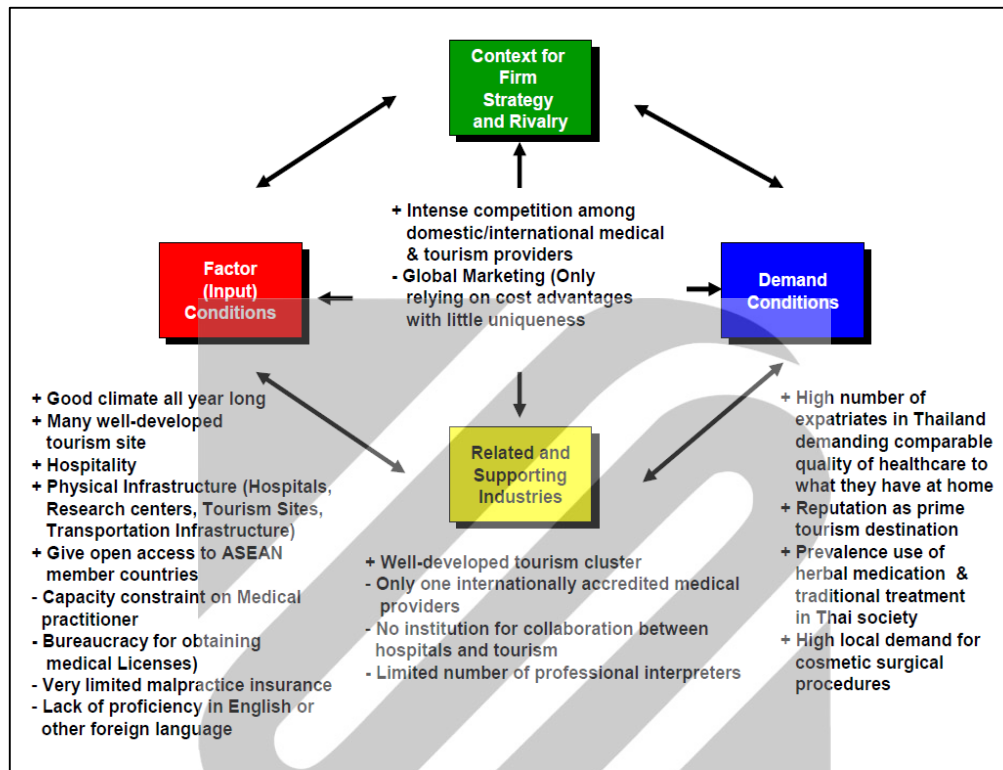 Context for
Firm
Strategy
and Rivalry
+ Intense competition among
domestic/international medical
& tourism providers
- Global Marketing (Only
relying on cost advantages
with little uniqueness
Factor
(Input)
Conditions
Demand
Conditions
+ Good climate all year long
+ Many well-developed
tourism site
+ Hospitality
+ Physical Infrastructure (Hospitals,
Research centers, Tourism Sites,
Transportation Infrastructure)
+ Give open access to ASEAN
member countries
- Capacity constraint on Medical
practitioner
- Bureaucracy for obtaining
medical Licenses)
- Very limited malpractice insurance
- Lack of proficiency in English or
other foreign language
Related and
Supporting
Industries
+ Well-developed tourism cluster
- Only one internationally accredited medical
providers
- No institution for collaboration between
hospitals and tourism
- Limited number of professional interpreters
+ High number of
expatriates in Thailand
demanding comparable
quality of healthcare to
what they have at home
+ Reputation as prime
tourism destination
+ Prevalence use of
herbal medication &
traditional treatment
in Thai society
+ High local demand for
cosmetic surgical
procedures